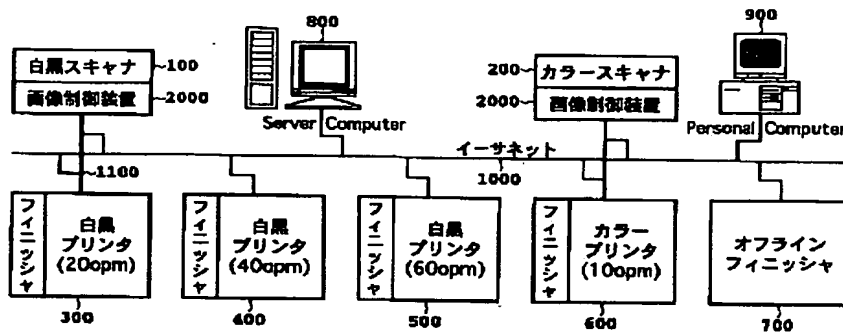 800
900
白黒スキャナ
100
画像制御装置
2000
Server Computer
200
カラースキャナ
2000
画像制御装置
Personal Computer
イーサネット
1100
1000
フィニッシャ
白黒
プリンタ
(20opm)
フィニッシャ
白黒
プリンタ
(40opm)
フィニッシャ
白黒
プリンタ
(60opm)
フィニッシャ
カラー
プリンタ
(10opm)
オフライン
フィニッシャ
300
400
500
600
700